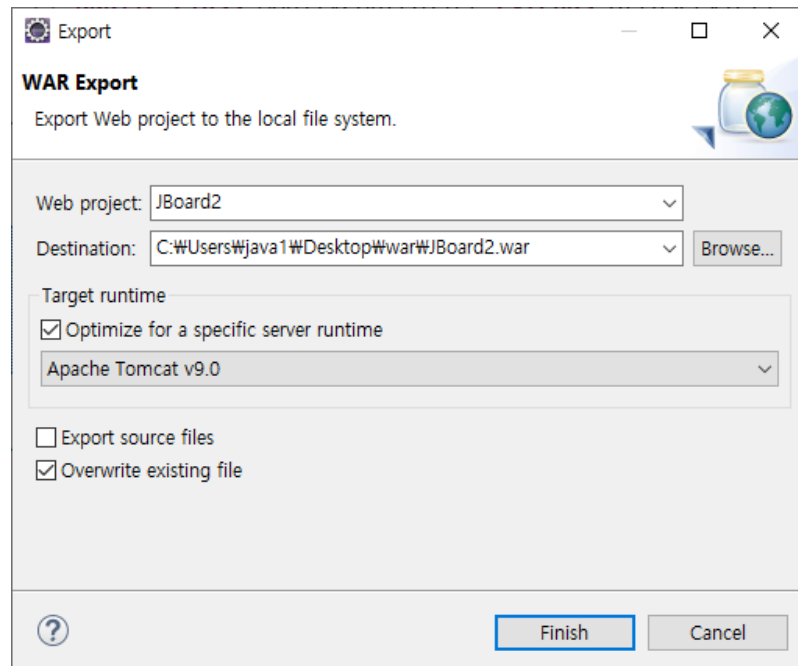 Export
WAR Export
Export Web project to the local file system.
Web project: JBoard2
Destination: C:₩Users₩java1₩Desktop₩war₩JBoard2.war Browse...
Target runtime
Optimize for a specific server runtime
Apache Tomcat v9.0
Export source files
Overwrite existing file
? Finish Cancel